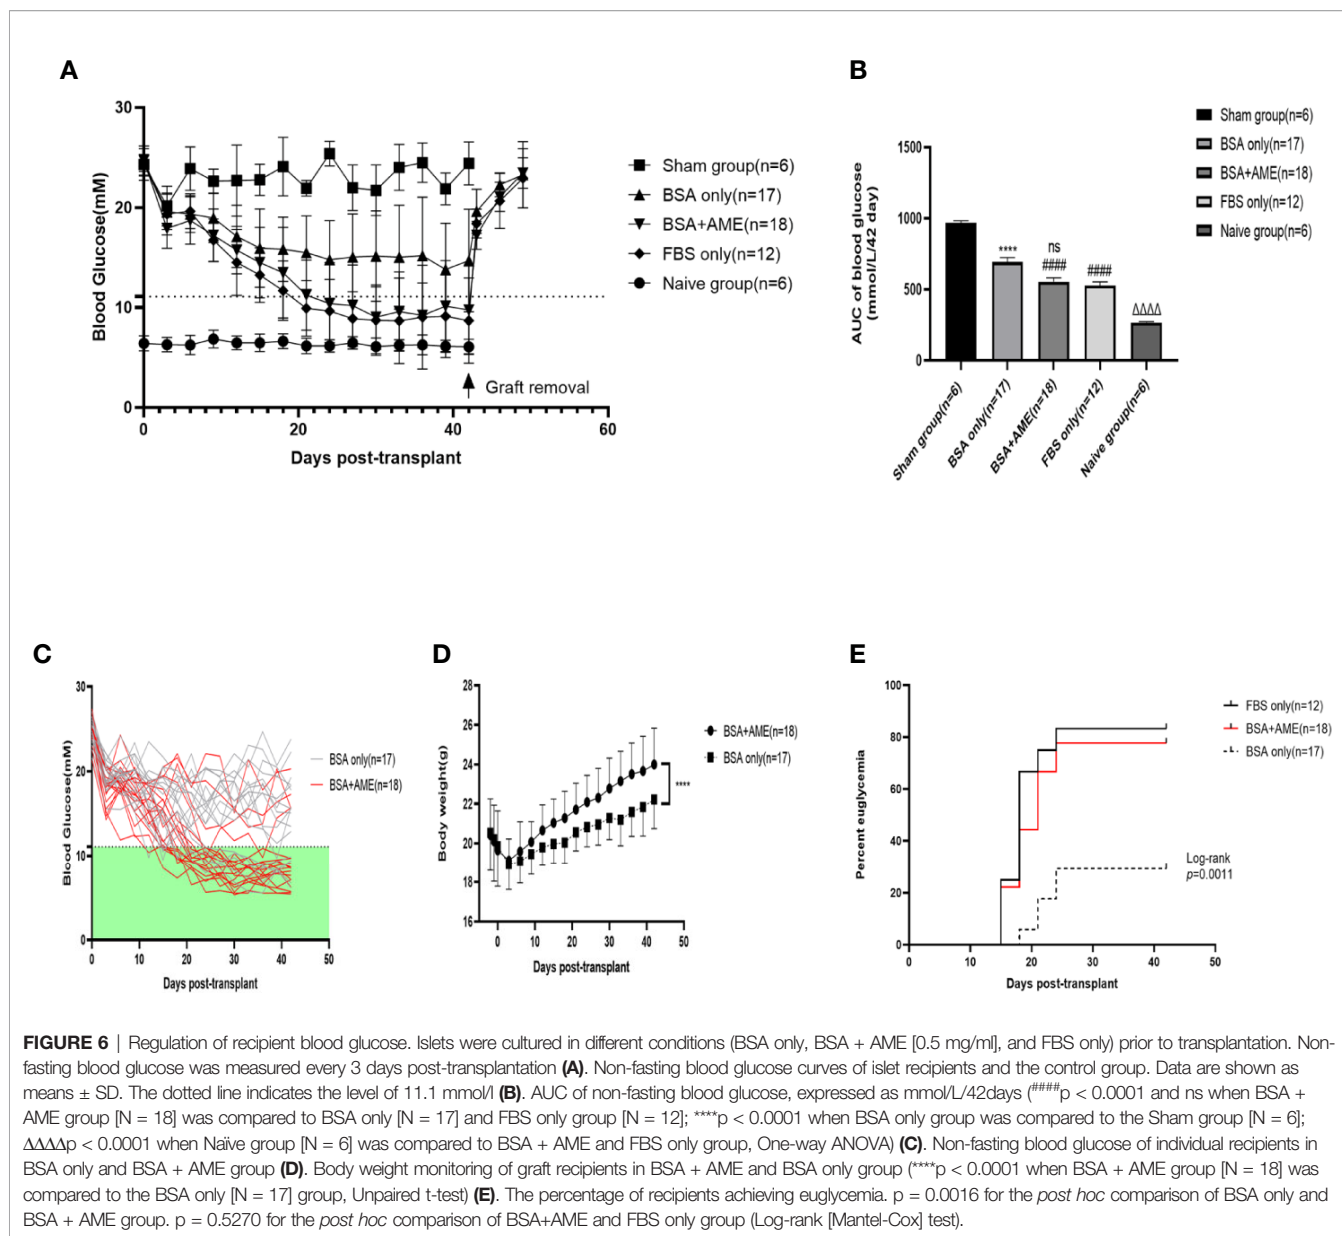 A
Blood Glucose(mM)
30
20
10
0
0
20
40
60
Days post-transplant
Graft removal
Sham group(n=6)
BSA only(n=17)
BSA+AME(n=18)
FBS only(n=12)
Naive group(n=6)
B
AUC of blood glucose
(mmol/L/42 day)
1500
1000
500
0
****
ns
####
####
ΔΔΔΔ
Sham group(n=6)
BSA only(n=17)
BSA+AME(n=18)
FBS only(n=12)
Naive group(n=6)
Sham group(n=6)
BSA only(n=17)
BSA+AME(n=18)
FBS only(n=12)
Naive group(n=6)
C
Blood Glucose(mM)
30
20
10
0
0
10
20
30
40
50
Days post-transplant
BSA only(n=17)
BSA+AME(n=18)
D
Body weight(g)
28
26
24
22
20
18
16
0
10
20
30
40
50
Days post-transplant
****
BSA+AME(n=18)
BSA only(n=17)
E
Percent euglycemia
100
80
60
40
20
0
0
10
20
30
40
50
Days post-transplant
FBS only(n=12)
BSA+AME(n=18)
BSA only(n=17)
Log-rank
p=0.0011
FIGURE 6 | Regulation of recipient blood glucose. Islets were cultured in different conditions (BSA only, BSA + AME [0.5 mg/ml], and FBS only) prior to transplantation. Non-
fasting blood glucose was measured every 3 days post-transplantation (A). Non-fasting blood glucose curves of islet recipients and the control group. Data are shown as
means ± SD. The dotted line indicates the level of 11.1 mmol/l (B). AUC of non-fasting blood glucose, expressed as mmol/L/42days (####p < 0.0001 and ns when BSA +
AME group [N = 18] was compared to BSA only [N = 17] and FBS only group [N = 12]; ****p < 0.0001 when BSA only group was compared to the Sham group [N = 6];
ΔΔΔΔp < 0.0001 when Naïve group [N = 6] was compared to BSA + AME and FBS only group, One-way ANOVA) (C). Non-fasting blood glucose of individual recipients in
BSA only and BSA + AME group (D). Body weight monitoring of graft recipients in BSA + AME and BSA only group (****p < 0.0001 when BSA + AME group [N = 18] was
compared to the BSA only [N = 17] group, Unpaired t-test) (E). The percentage of recipients achieving euglycemia. p = 0.0016 for the post hoc comparison of BSA only and
BSA + AME group. p = 0.5270 for the post hoc comparison of BSA+AME and FBS only group (Log-rank [Mantel-Cox] test).